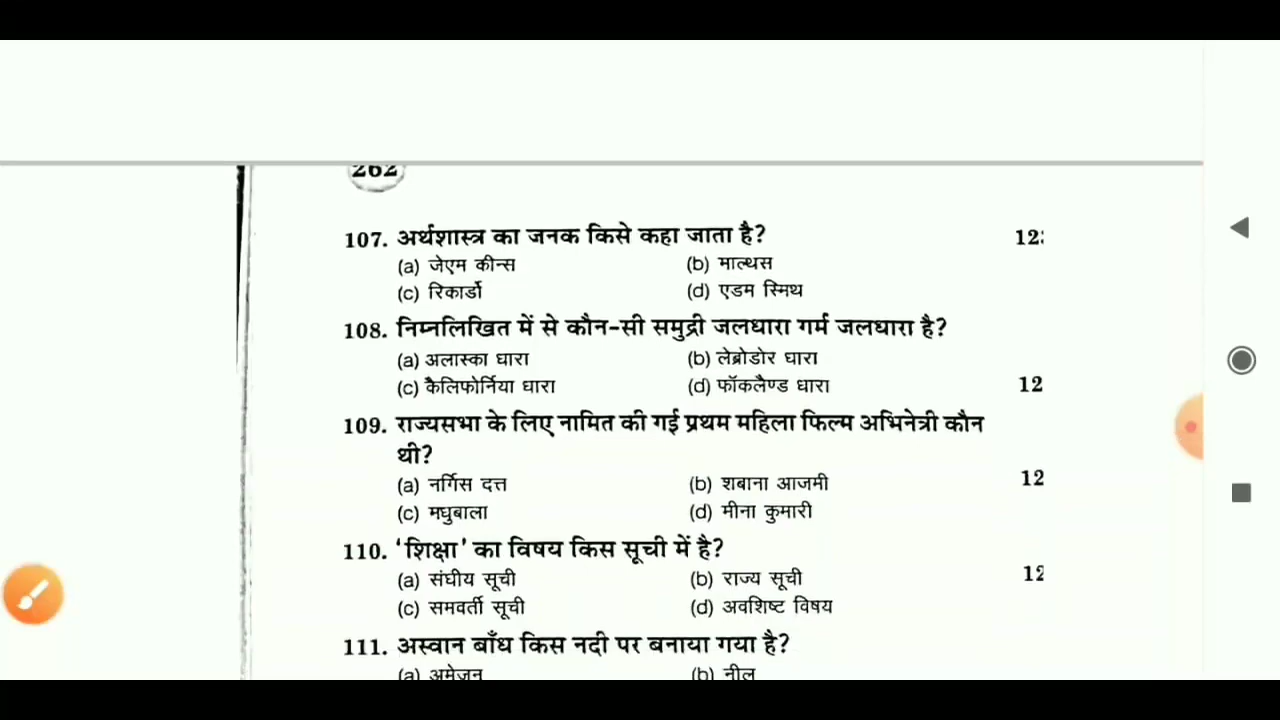 262
107. अर्थशास्त्र का जनक किसे कहा जाता है?
(a) जेएम कीन्स (b) माल्थस
(c) रिकार्डो (d) एडम स्मिथ
108. निम्नलिखित में से कौन-सी समुद्री जलधारा गर्म जलधारा है?
(a) अलास्का धारा (b) लेब्रोडोर धारा
(c) कैलिफोर्निया धारा (d) फॉकलैण्ड धारा
109. राज्यसभा के लिए नामित की गई प्रथम महिला फिल्म अभिनेत्री कौन
थी?
(a) नर्गिस दत्त (b) शबाना आजमी
(c) मधुबाला (d) मीना कुमारी
110. ‘शिक्षा’ का विषय किस सूची में है?
(a) संघीय सूची (b) राज्य सूची
(c) समवर्ती सूची (d) अवशिष्ट विषय
111. अस्वान बाँध किस नदी पर बनाया गया है?
(a) अमेजन (b) नील
12
12
12